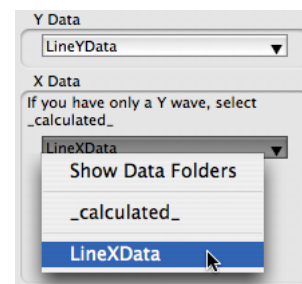 Y Data
LineYData
X Data
If you have only a Y wave, select
_calculated_
LineXData
Show Data Folders
_calculated_
LineXData